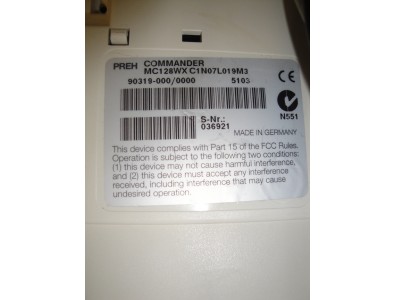 PREH COMMANDER
MC128WX C1N07L019M3
90319-000/0000 5103
CE
S-Nr.:
036921
N551
MADE IN GERMANY
This device complies with Part 15 of the FCC Rules.
Operation is subject to the following two conditions:
(1) this device may not cause harmful interference,
and (2) this device must accept any interference
received, including interference that may cause
undesired operation.